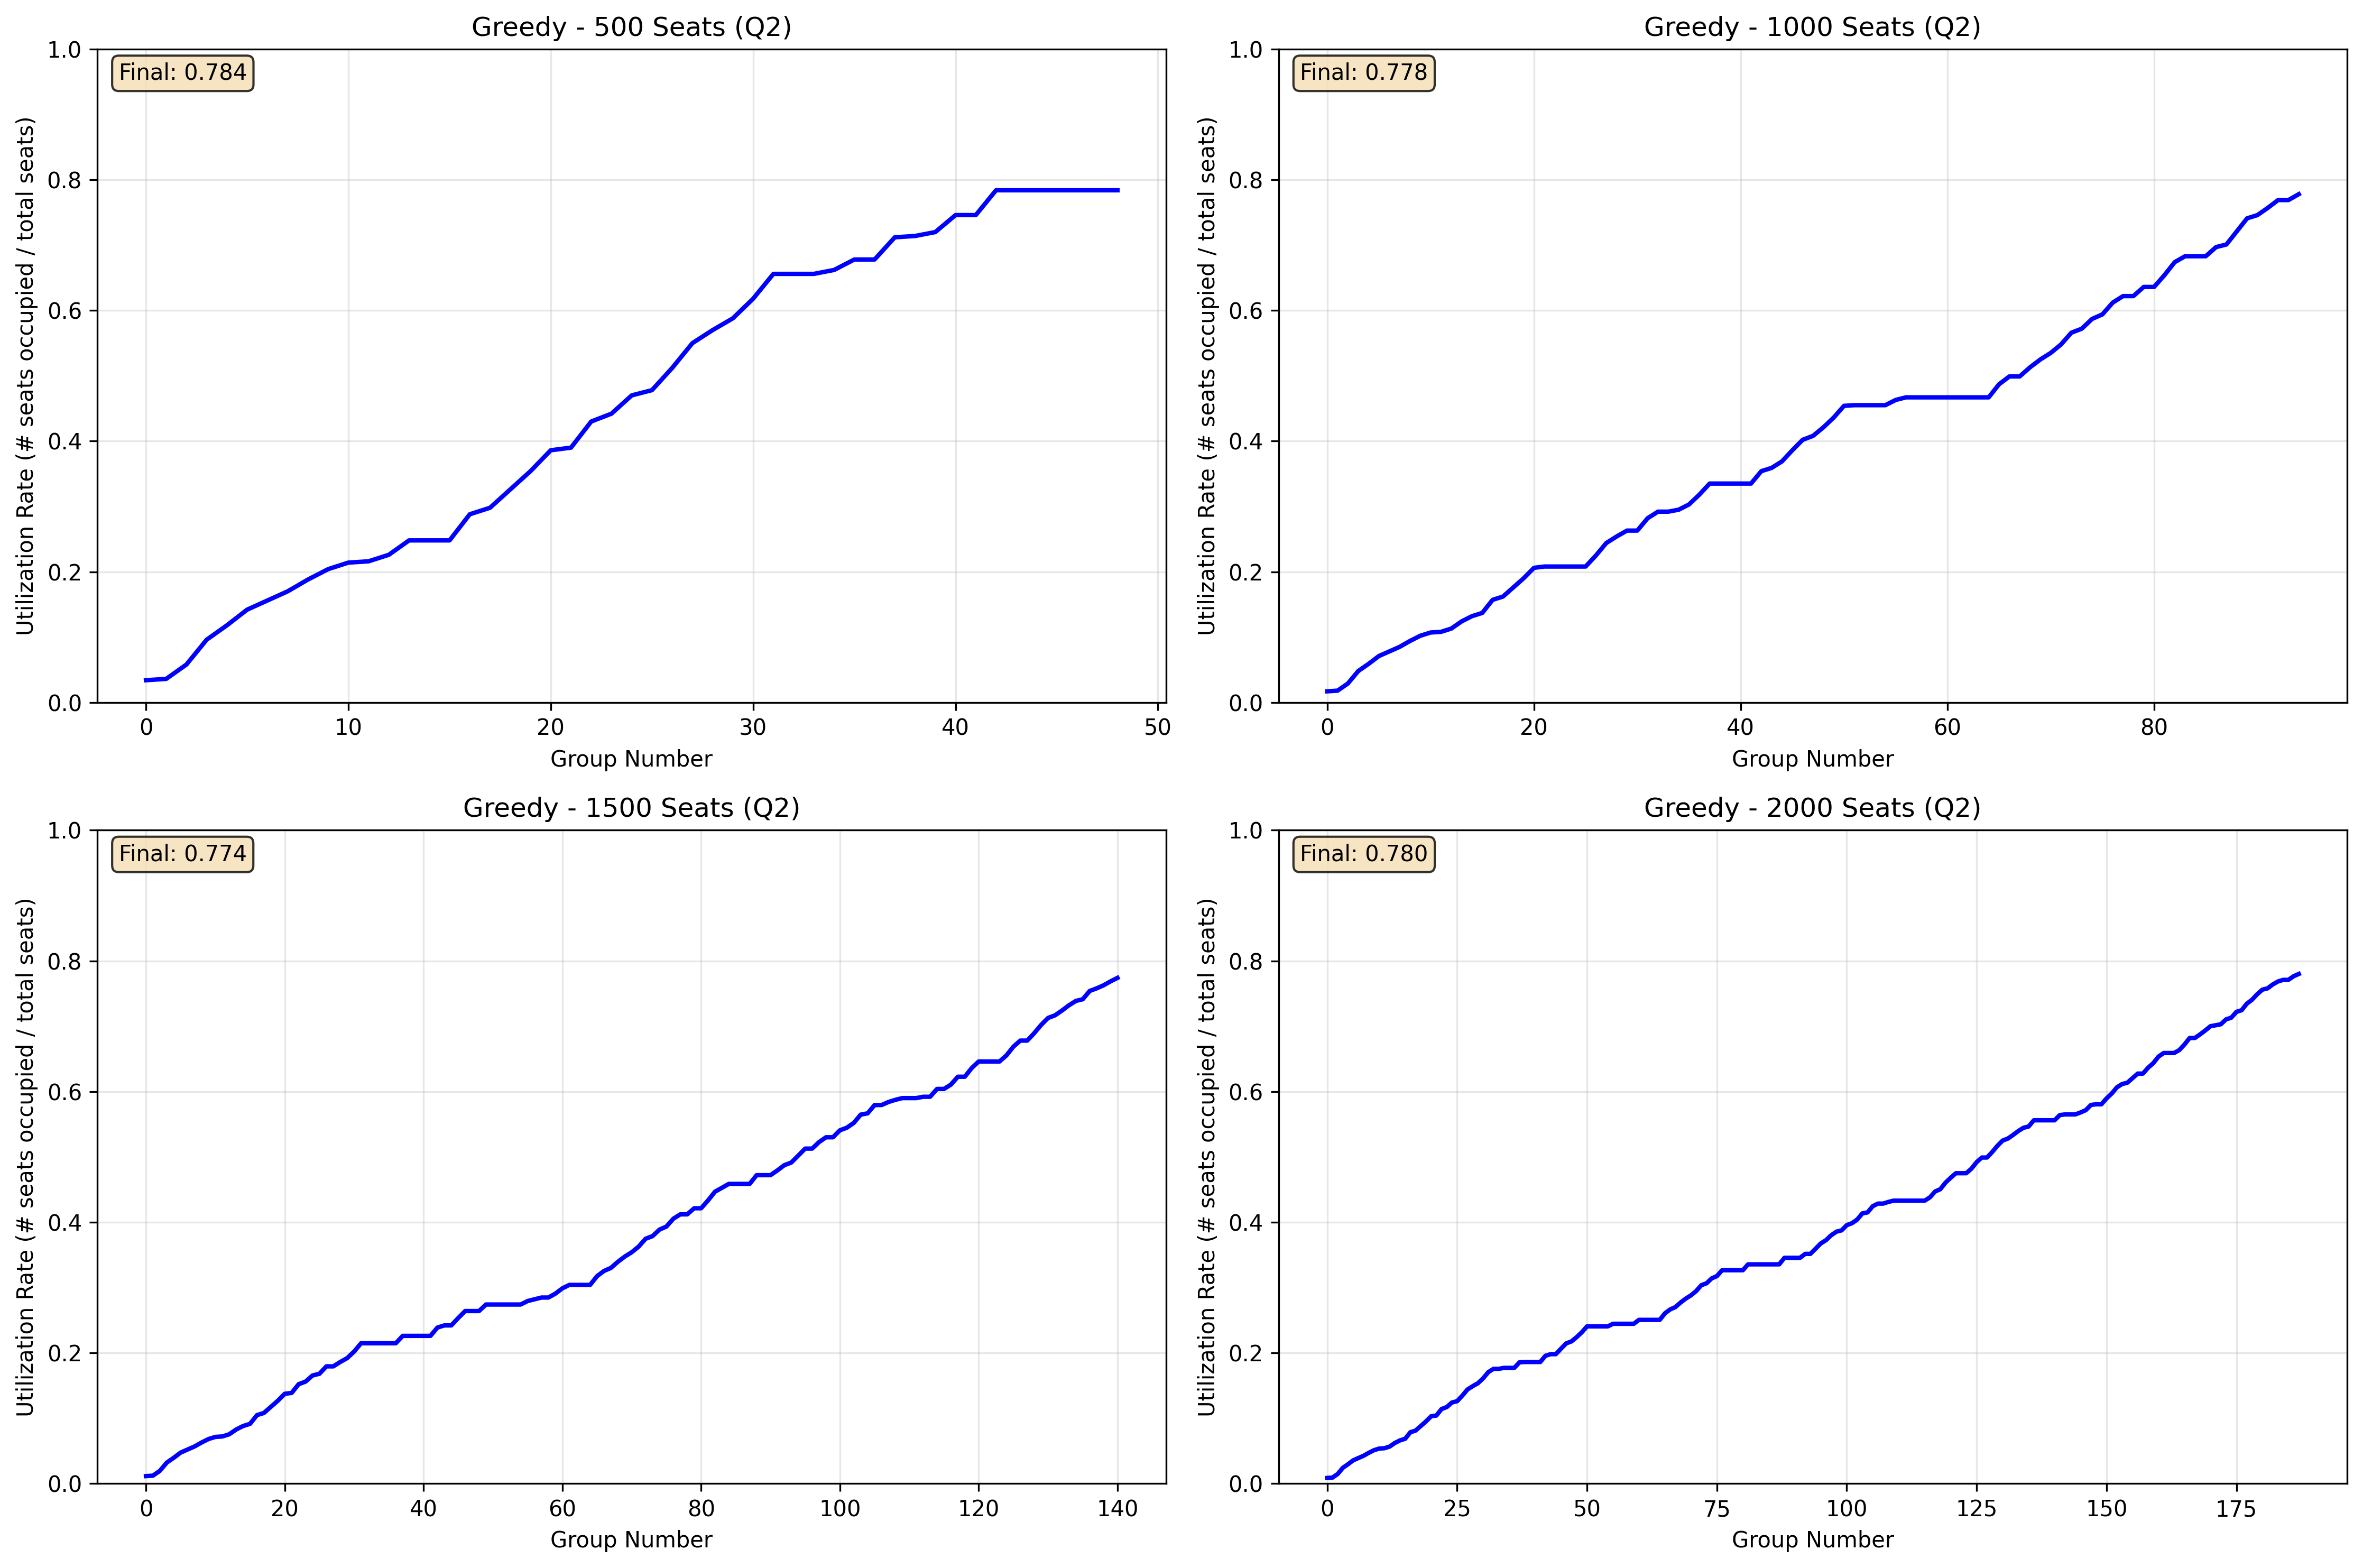 Greedy - 500 Seats (Q2)
Final: 0.784
Utilization Rate (# seats occupied / total seats)
1.0
0.8
0.6
0.4
0.2
0.0
0 10 20 30 40 50
Group Number
Greedy - 1000 Seats (Q2)
Final: 0.778
Utilization Rate (# seats occupied / total seats)
1.0
0.8
0.6
0.4
0.2
0.0
0 20 40 60 80
Group Number
Greedy - 1500 Seats (Q2)
Final: 0.774
Utilization Rate (# seats occupied / total seats)
1.0
0.8
0.6
0.4
0.2
0.0
0 20 40 60 80 100 120 140
Group Number
Greedy - 2000 Seats (Q2)
Final: 0.780
Utilization Rate (# seats occupied / total seats)
1.0
0.8
0.6
0.4
0.2
0.0
0 25 50 75 100 125 150 175
Group Number